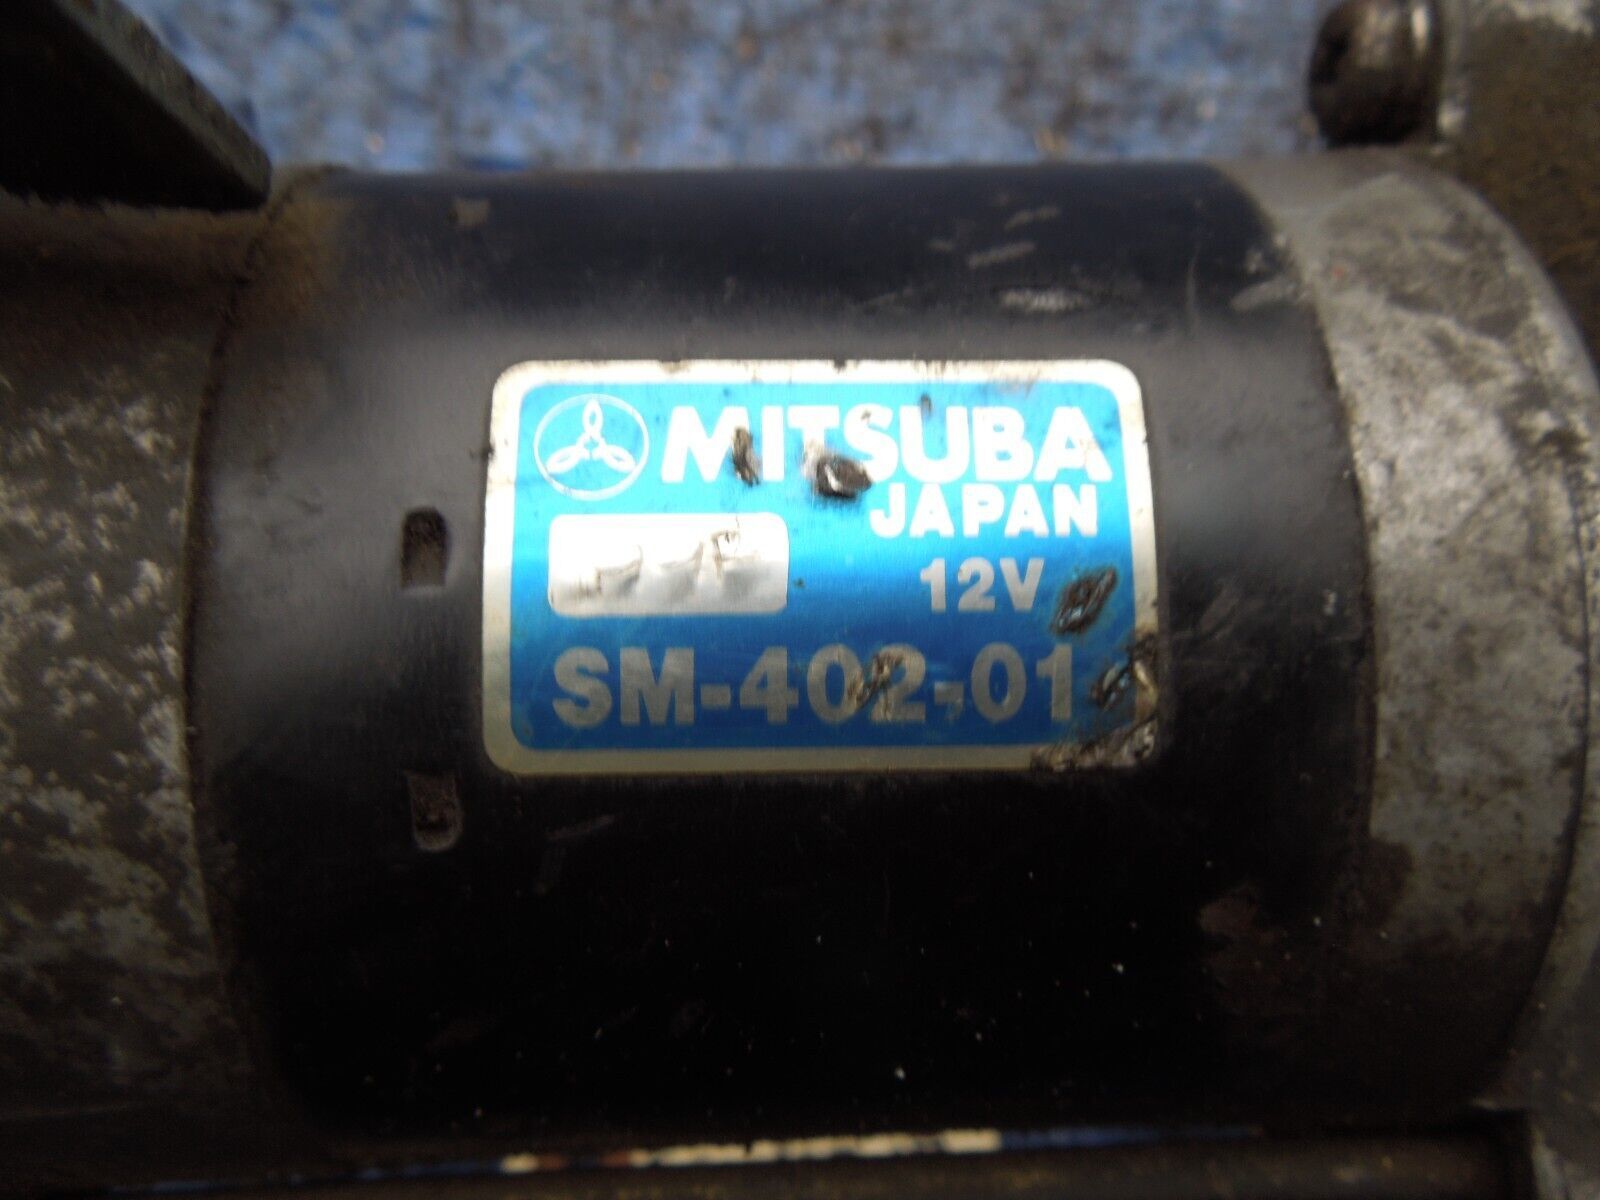 MITSUBA
JAPAN
12V
SM-402-01